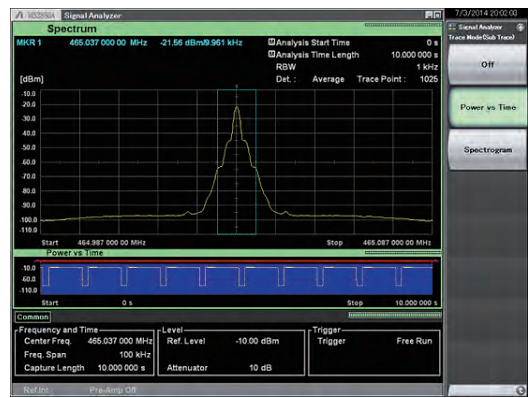 MS2850A Signal Analyzer
7/3/2014 20:02:00
Spectrum
MKR 1 465.037 000 00 MHz -21.56 dBm/9.961 kHz
Analysis Start Time 0 s
Analysis Time Length 10.000 000 s
RBW 1 kHz
[dBm] Det. : Average Trace Point : 1025
-10.0
-20.0
-30.0
-40.0
-50.0
-60.0
-70.0
-80.0
-90.0
-100.0
-110.0
Start 464.987 000 00 MHz Stop 465.087 000 00 MHz
Power vs Time
-10.0
-60.0
-110.0
Start 0 s Stop 10.000 000 s
Common
Frequency and Time
Center Freq. 465.037 000 MHz
Freq. Span 100 kHz
Capture Length 10.000 000 s
Level
Ref. Level -10.00 dBm
Attenuator 10 dB
Trigger
Trigger Free Run
Ref.Int Pre-Amp Off
Signal Analyzer
Trace Mode(Sub Trace)
Off
Power vs Time
Spectrogram